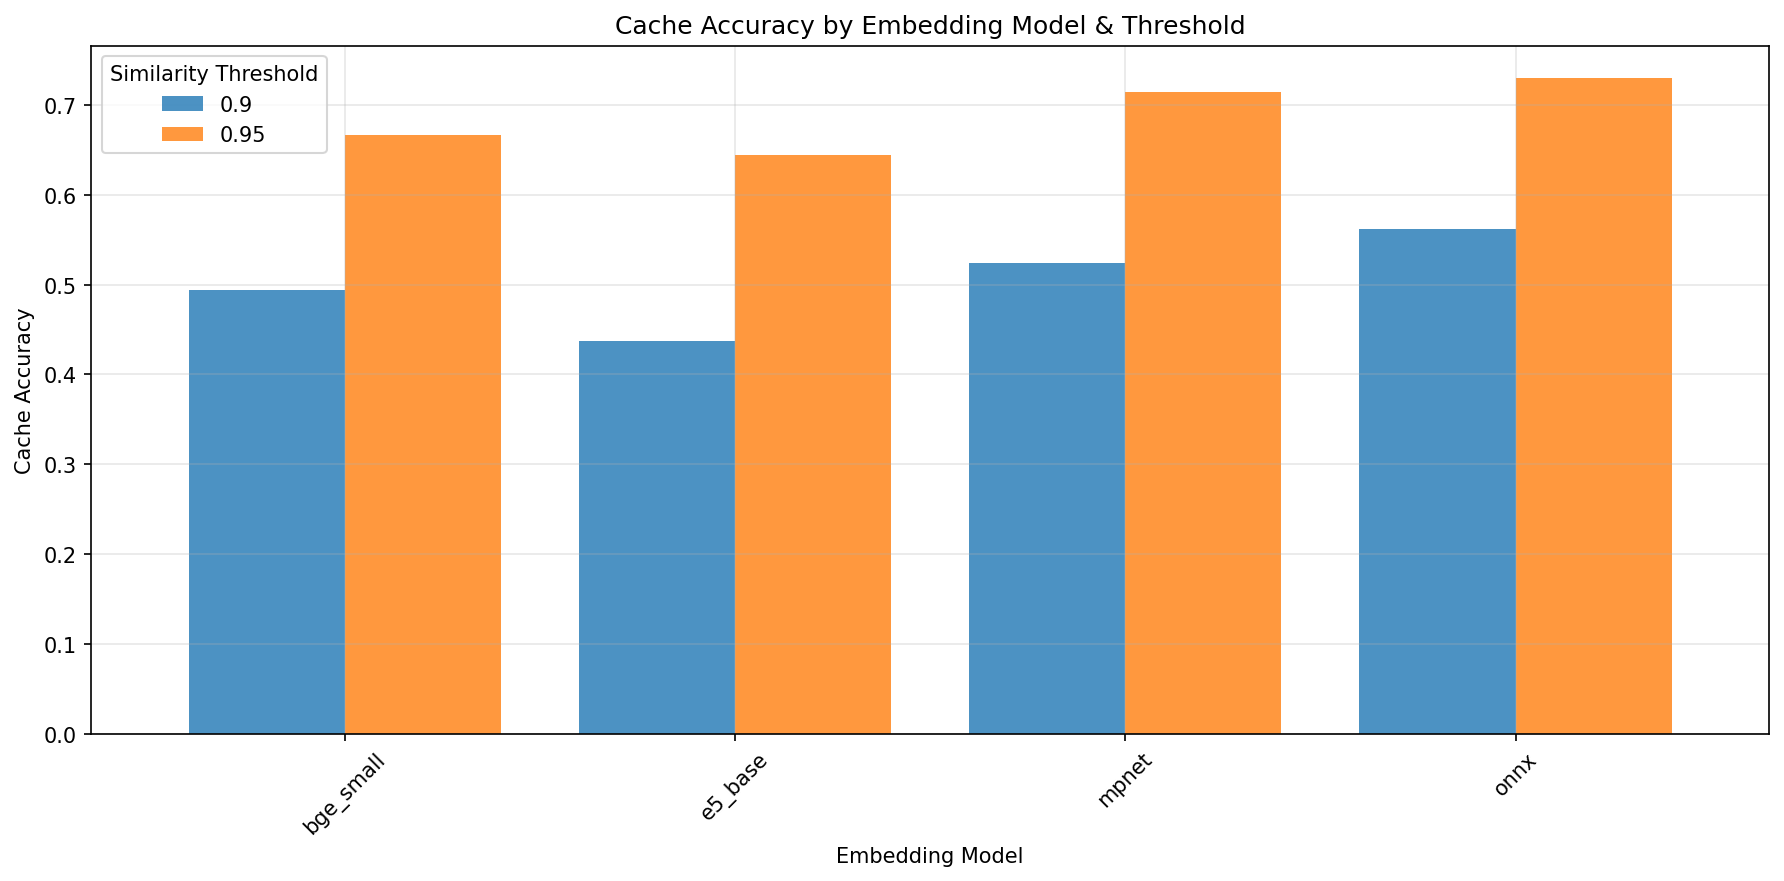 Cache Accuracy by Embedding Model & Threshold
Similarity Threshold
0.9
0.95
Cache Accuracy
0.7
0.6
0.5
0.4
0.3
0.2
0.1
0.0
bge_small
e5_base
mpnet
onnx
Embedding Model